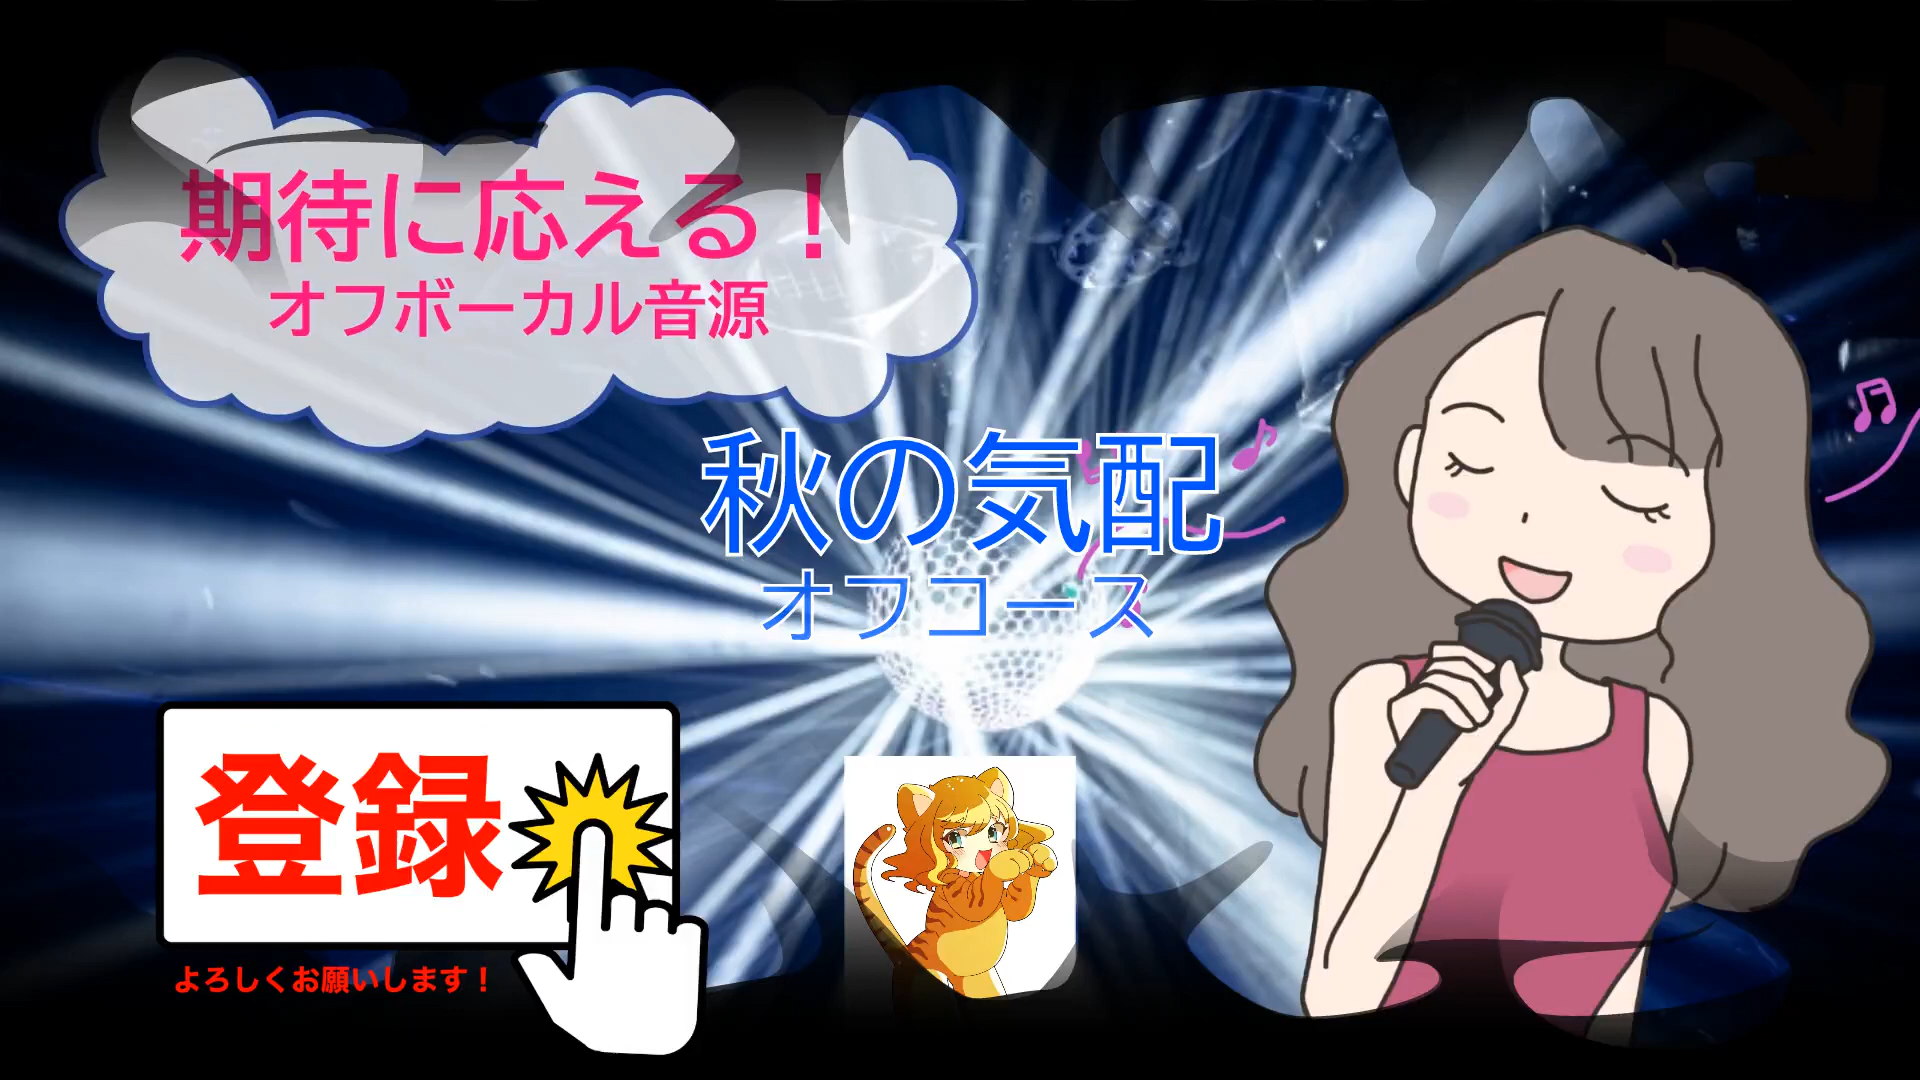 期待に応える！
オフボーカル音源
秋の気配
オフコース
登録
よろしくお願いします！